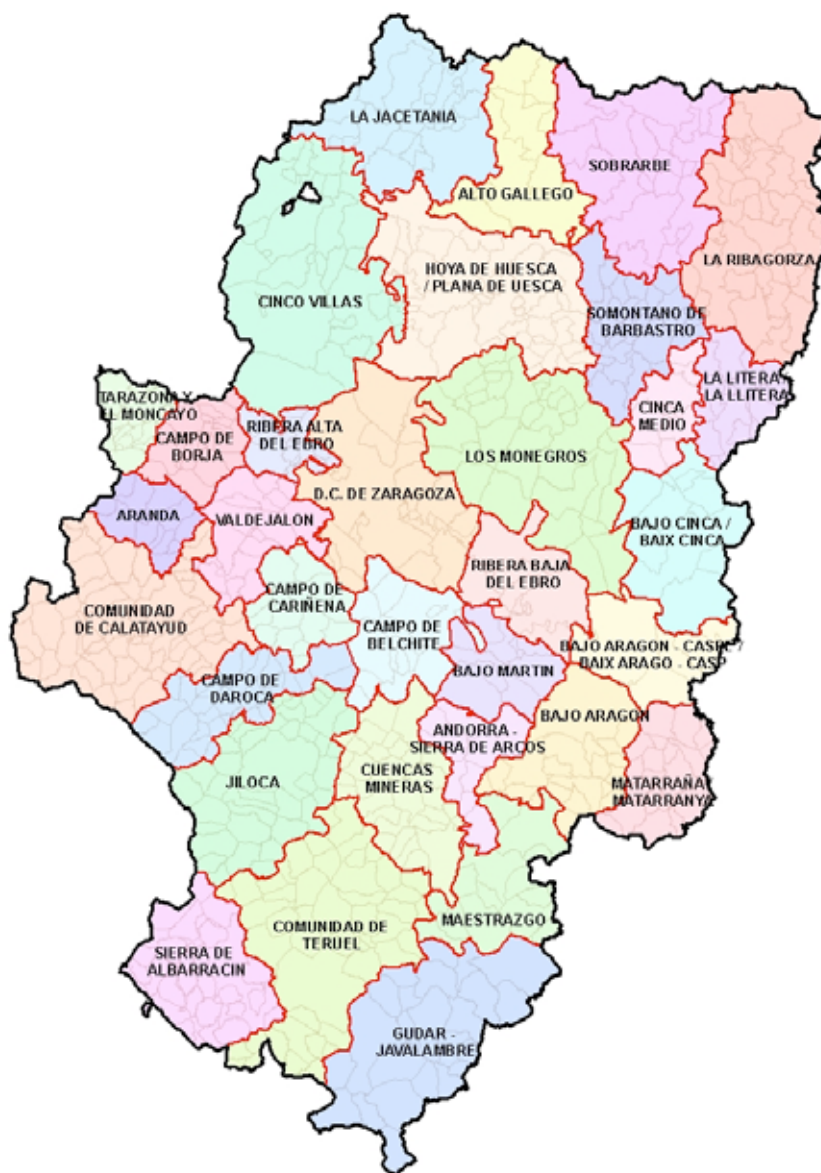 LA JACETANIA
ALTO GALLEGO
SOBRARBE
LA RIBAGORZA
HOYA DE HUESCA
/ PLANA DE UESCA
CINCO VILLAS
SOMONTANO DE
BARBASTRO
LA LITERA /
LA LLITERA
CINCA
MEDIO
TARAZONA Y
EL MONCAYO
CAMPO DE
BORJA
RIBERA ALTA
DEL EBRO
LOS MONEGROS
D.C. DE ZARAGOZA
ARANDA
VALDEJALON
BAJO CINCA /
BAIX CINCA
RIBERA BAJA
DEL EBRO
CAMPO DE
CARIÑENA
COMUNIDAD
DE CALATAYUD
CAMPO DE
BELCHITE
BAJO ARAGON - CASPE /
BAIX ARAGO - CASP
BAJO MARTIN
CAMPO DE
DAROCA
BAJO ARAGON
ANDORRA -
SIERRA DE ARCOS
JILOCA
CUENCAS
MINERAS
MATARRAÑA /
MATARRANYA
MAESTRAZGO
COMUNIDAD DE
TERUEL
SIERRA DE
ALBARRACIN
GUDAR -
JAVALAMBRE